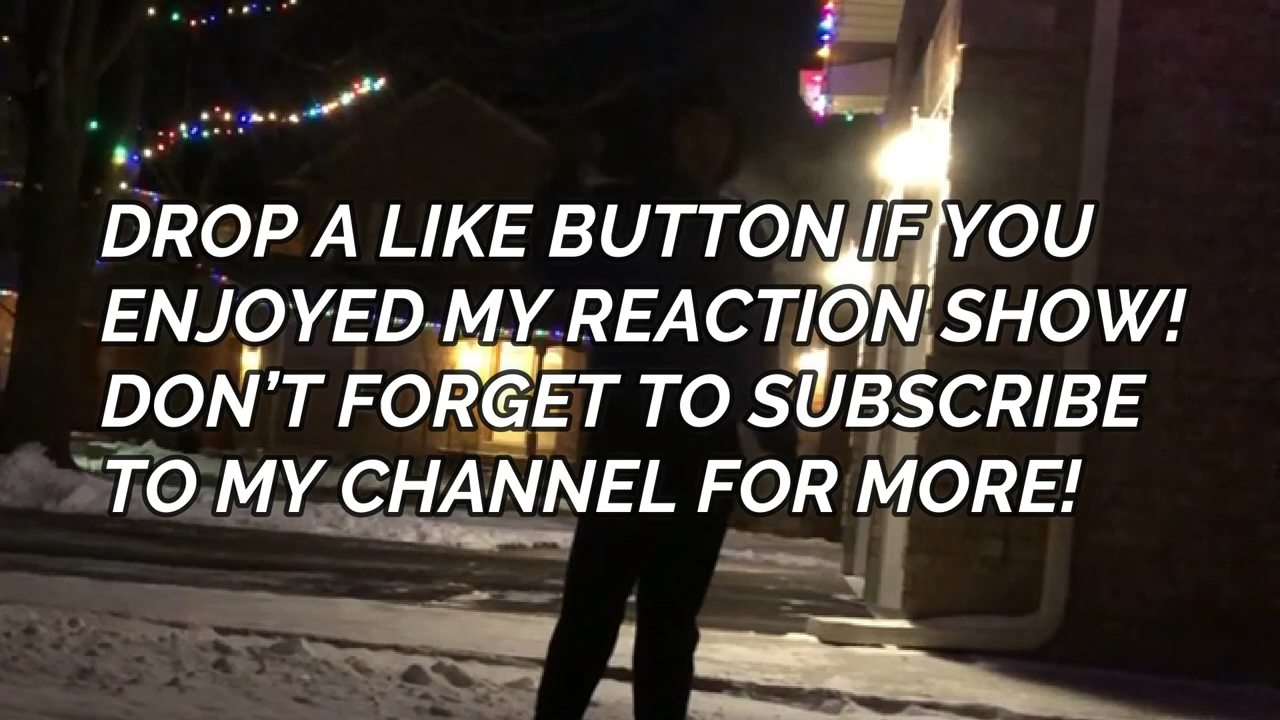 DROP A LIKE BUTTON IF YOU
ENJOYED MY REACTION SHOW!
DON'T FORGET TO SUBSCRIBE
TO MY CHANNEL FOR MORE!